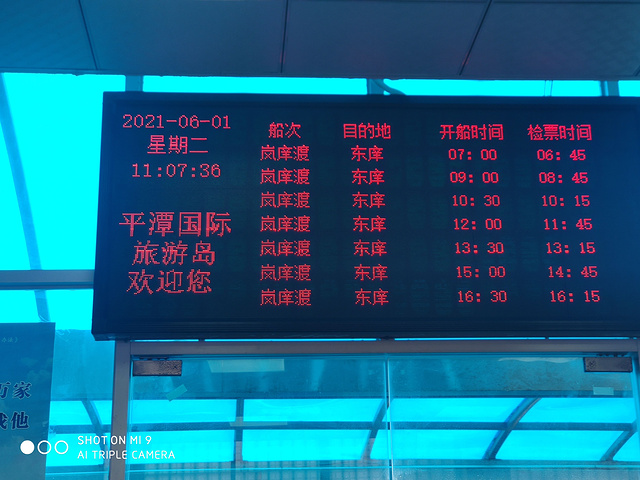 2021-06-01
星期二
11:07:36
平潭国际
旅游岛
欢迎您
船次 目的地 开船时间 检票时间
岚庠渡 东庠 07:00 06:45
岚庠渡 东庠 09:00 08:45
岚庠渡 东庠 10:30 10:15
岚庠渡 东庠 12:00 11:45
岚庠渡 东庠 13:30 13:15
岚庠渡 东庠 15:00 14:45
岚庠渡 东庠 16:30 16:15
万家
我他
SHOT ON MI 9
AI TRIPLE CAMERA